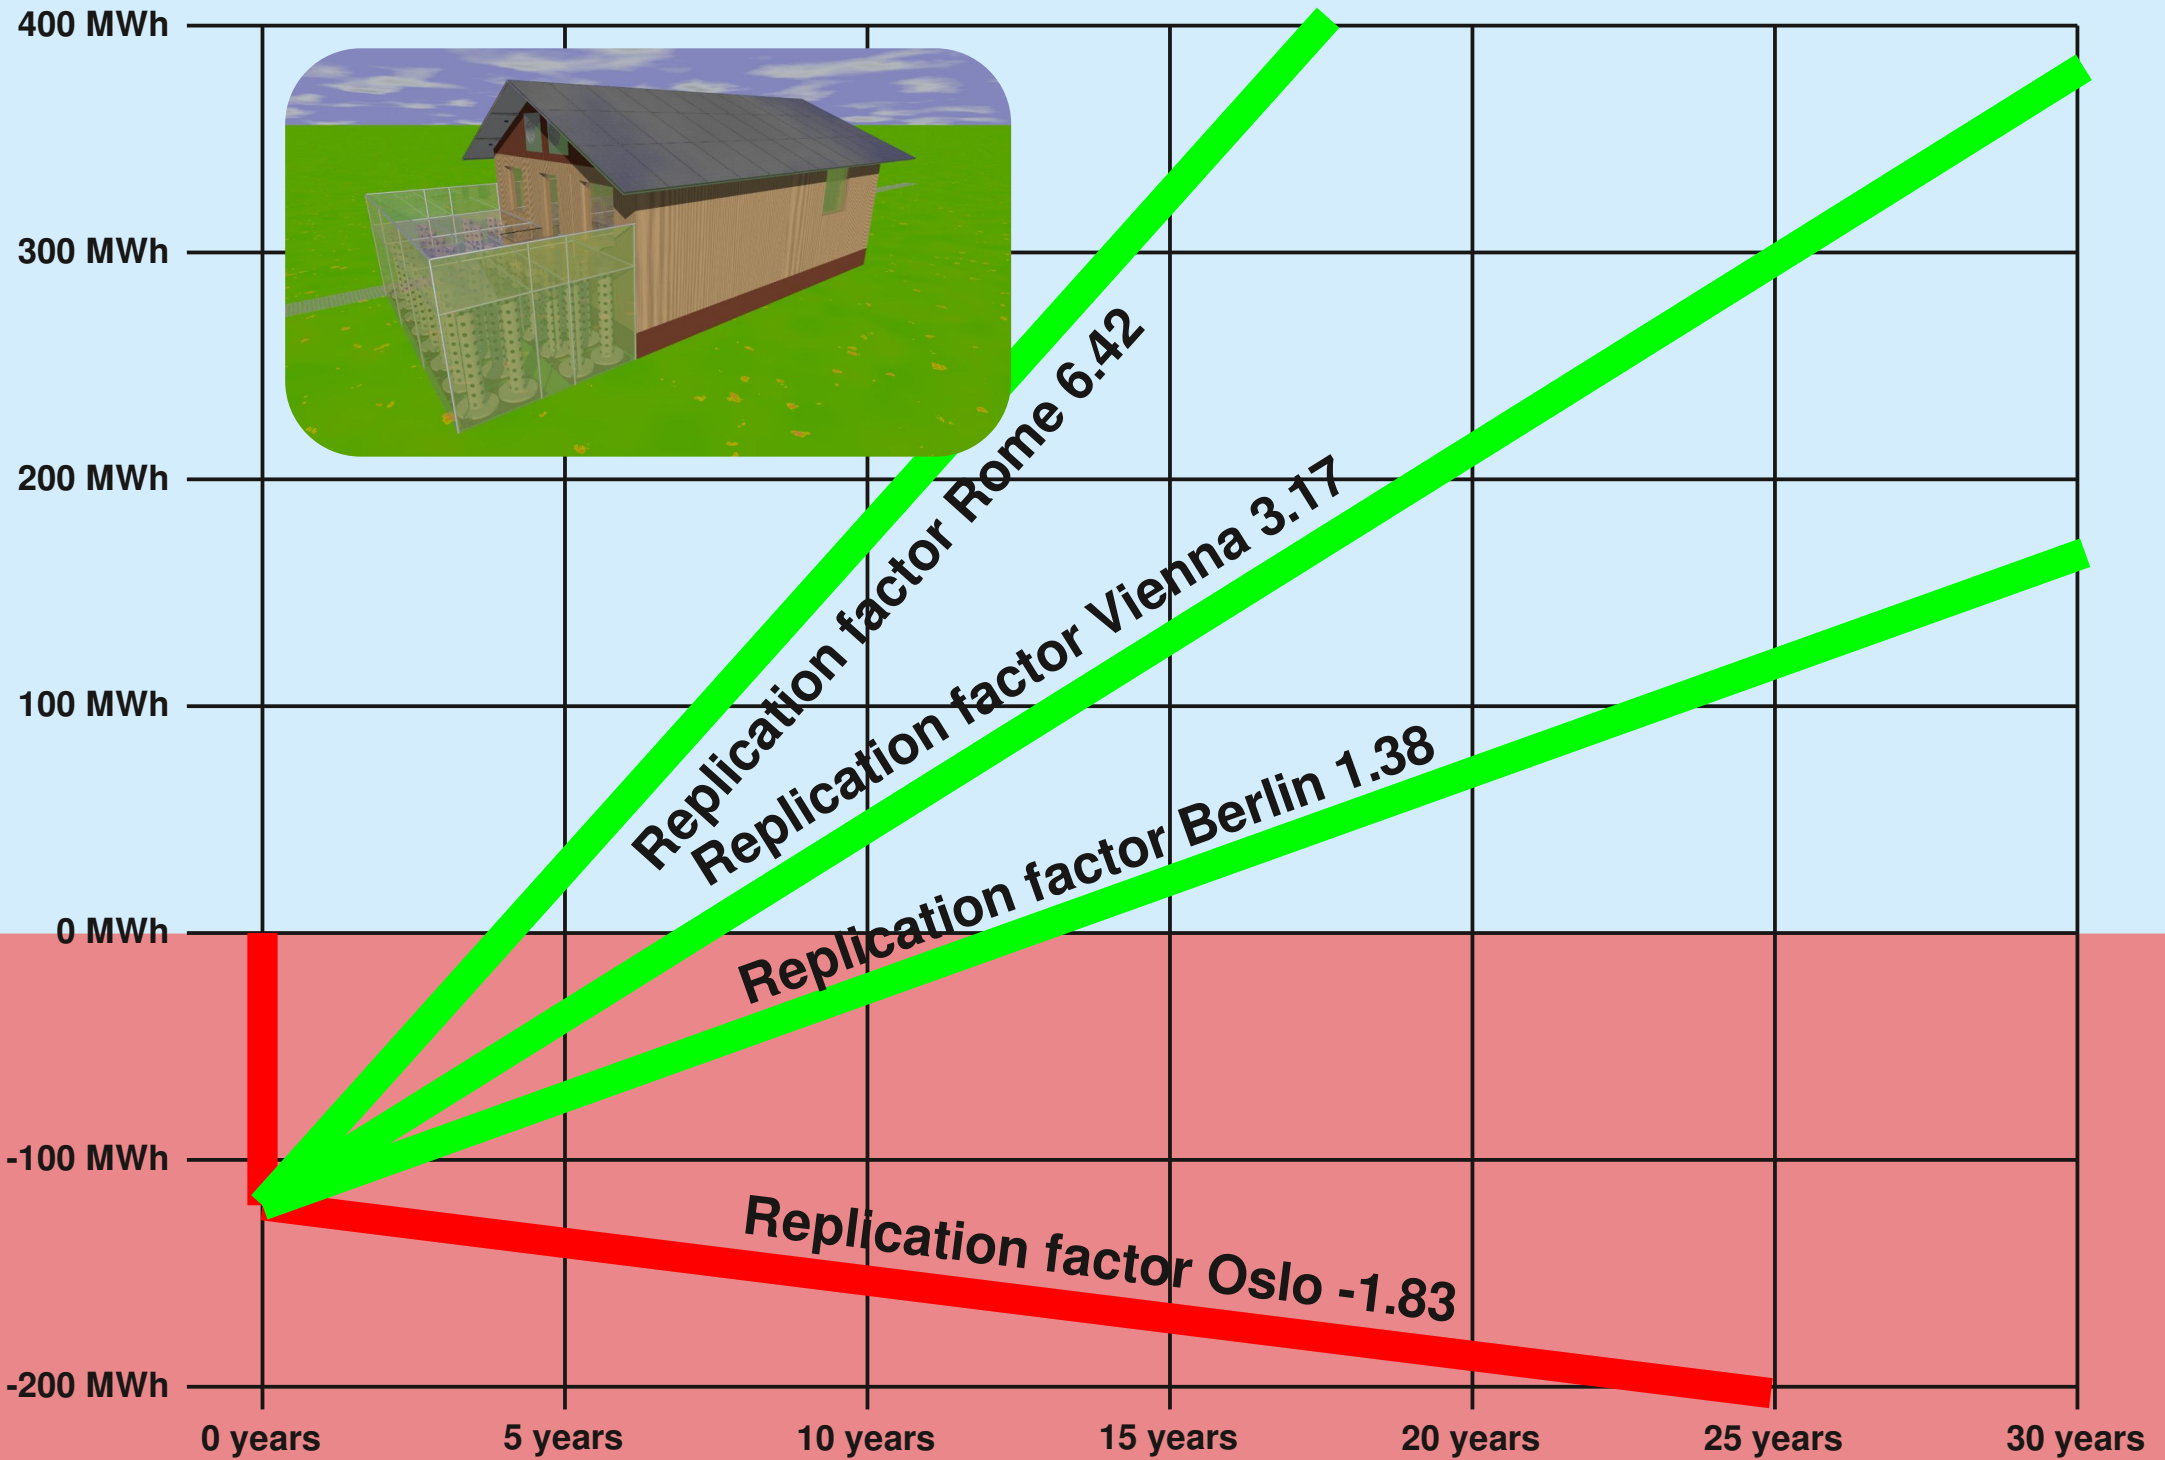 400 MWh
300 MWh
200 MWh
100 MWh
0 MWh
-100 MWh
-200 MWh
Replication factor Rome 6.42
Replication factor Vienna 3.17
Replication factor Berlin 1.38
Replication factor Oslo -1.83
0 years
5 years
10 years
15 years
20 years
25 years
30 years